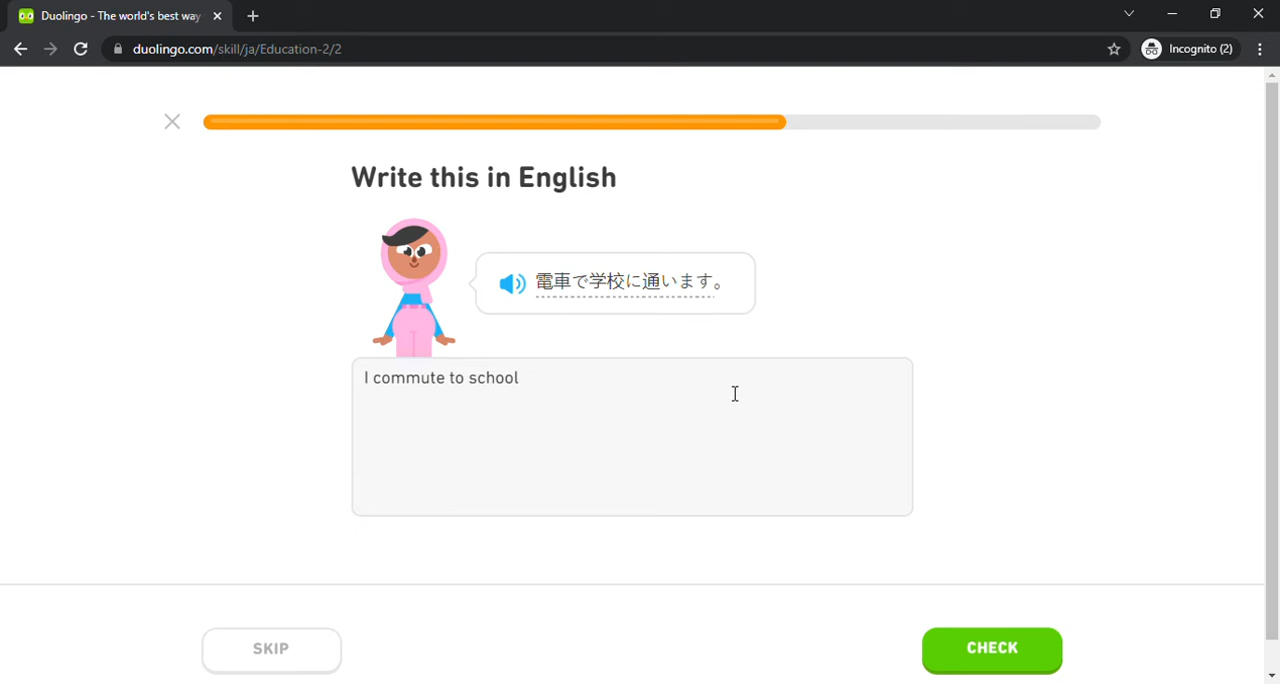 Duolingo - The world's best way
duolingo.com/skill/ja/Education-2/2
Incognito (2)
Write this in English
電車で学校に通います。
I commute to school
SKIP
CHECK